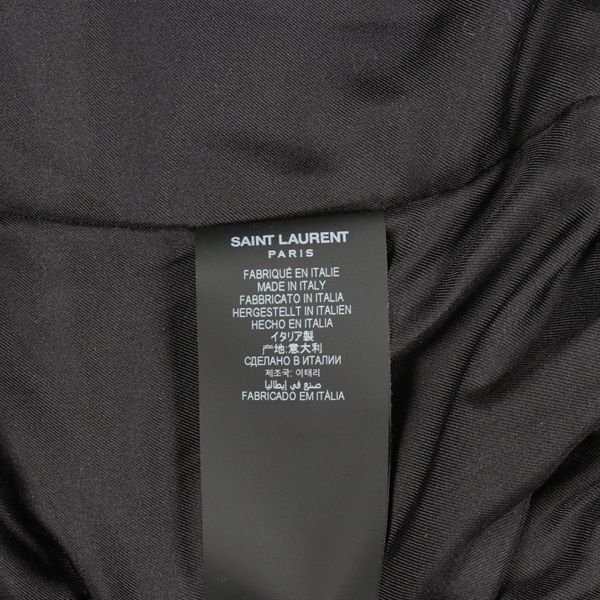 SAINT LAURENT
PARIS
FABRIQUÉ EN ITALIE
MADE IN ITALY
FABBRICATO IN ITALIA
HERGESTELLT IN ITALIEN
HECHO EN ITALIA
イタリア製
产地:意大利
СДЕЛАНО В ИТАЛИИ
제조국: 이태리
صنع في إيطاليا
FABRICADO EM ITÁLIA